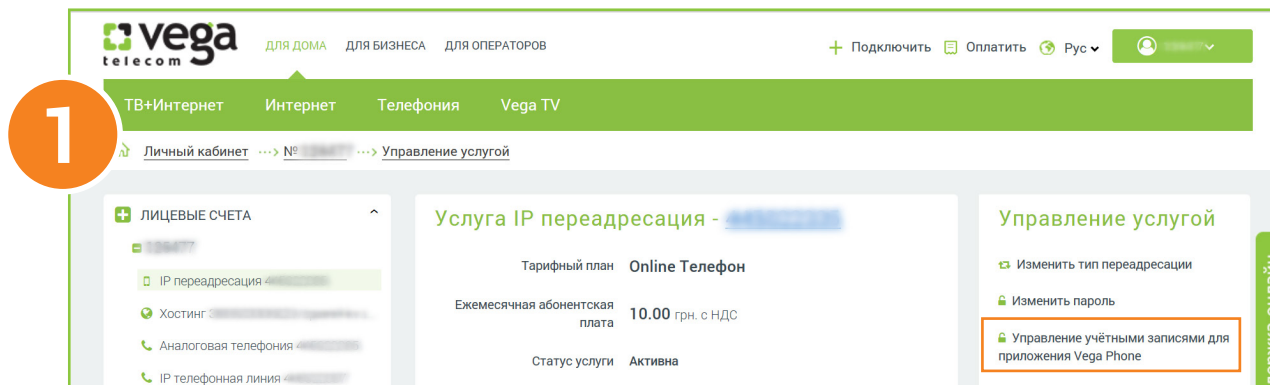 vega
telecom
ДЛЯ ДОМА ДЛЯ БИЗНЕСА ДЛЯ ОПЕРАТОРОВ
Подключить Оплатить Рус
ТВ+Интернет Интернет Телефония Vega TV
1
Личный кабинет ···> № ···> Управление услугой
ЛИЦЕВЫЕ СЧЕТА
IP переадресация
Хостинг
Аналоговая телефония
IP телефонная линия
Услуга IP переадресация -
Тарифный план Online Телефон
Ежемесячная абонентская
плата 10.00 грн. с НДС
Статус услуги Активна
Управление услугой
Изменить тип переадресации
Изменить пароль
Управление учётными записями для
приложения Vega Phone